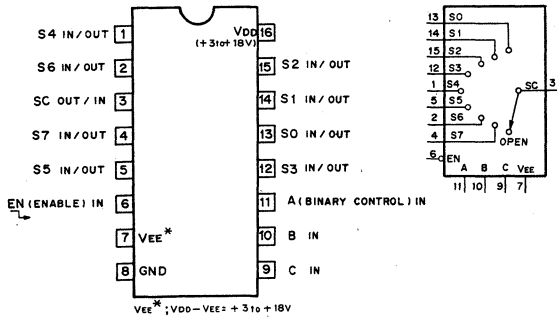 S4 IN/OUT 1
S6 IN/OUT 2
SC OUT/IN 3
S7 IN/OUT 4
S5 IN/OUT 5
EN (ENABLE) IN 6
7 VEE*
8 GND
VDD 16
(+3to+18V)
15 S2 IN/OUT
14 S1 IN/OUT
13 S0 IN/OUT
12 S3 IN/OUT
11 A(BINARY CONTROL) IN
10 B IN
9 C IN
VEE* ; VDD-VEE= +3 to +18V
13 S0
14 S1
15 S2
12 S3
1 S4
5 S5
2 S6
4 S7
SC 3
OPEN
6 EN
A B C VEE
11 10 9 7